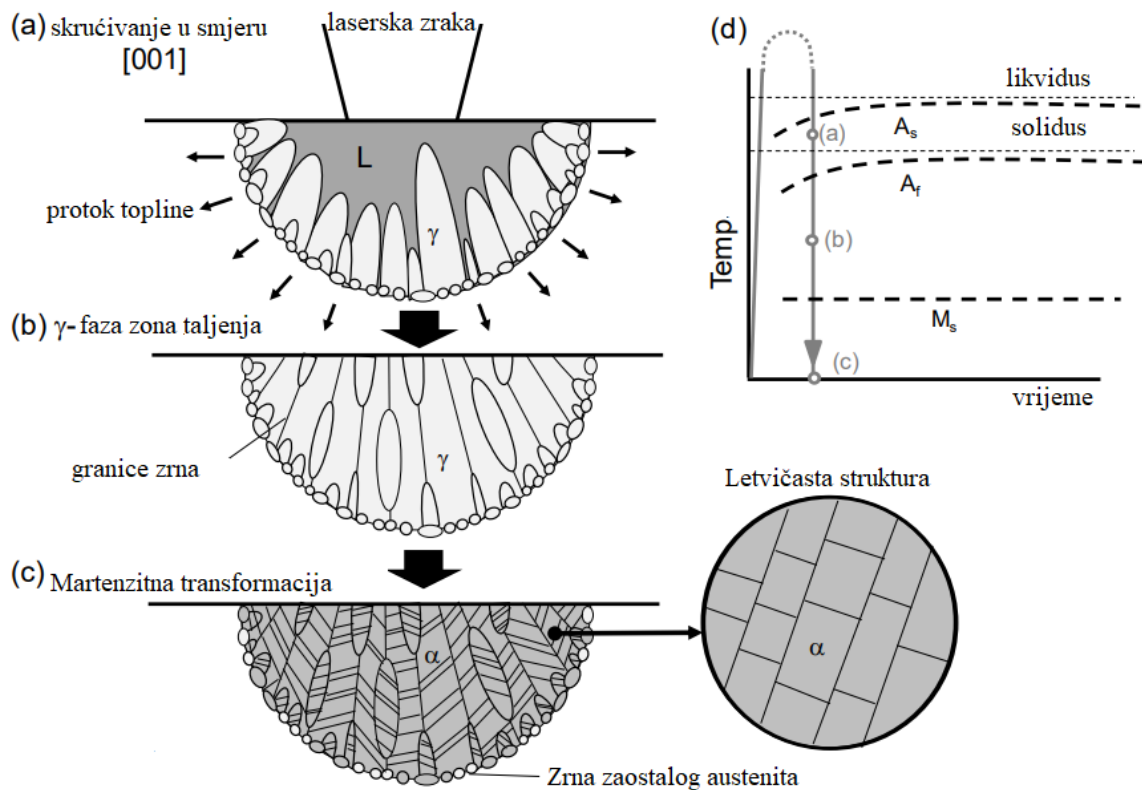 (a) skrućivanje u smjeru
[001]
laserska zraka
L
γ
protok topline
(b) γ- faza zona taljenja
granice zrna
γ
(c) Martenzitna transformacija
α
Zrna zaostalog austenita
Letvičasta struktura
α
(d)
likvidus
(a)
As
solidus
Af
(b)
Temp.
Ms
(c)
vrijeme